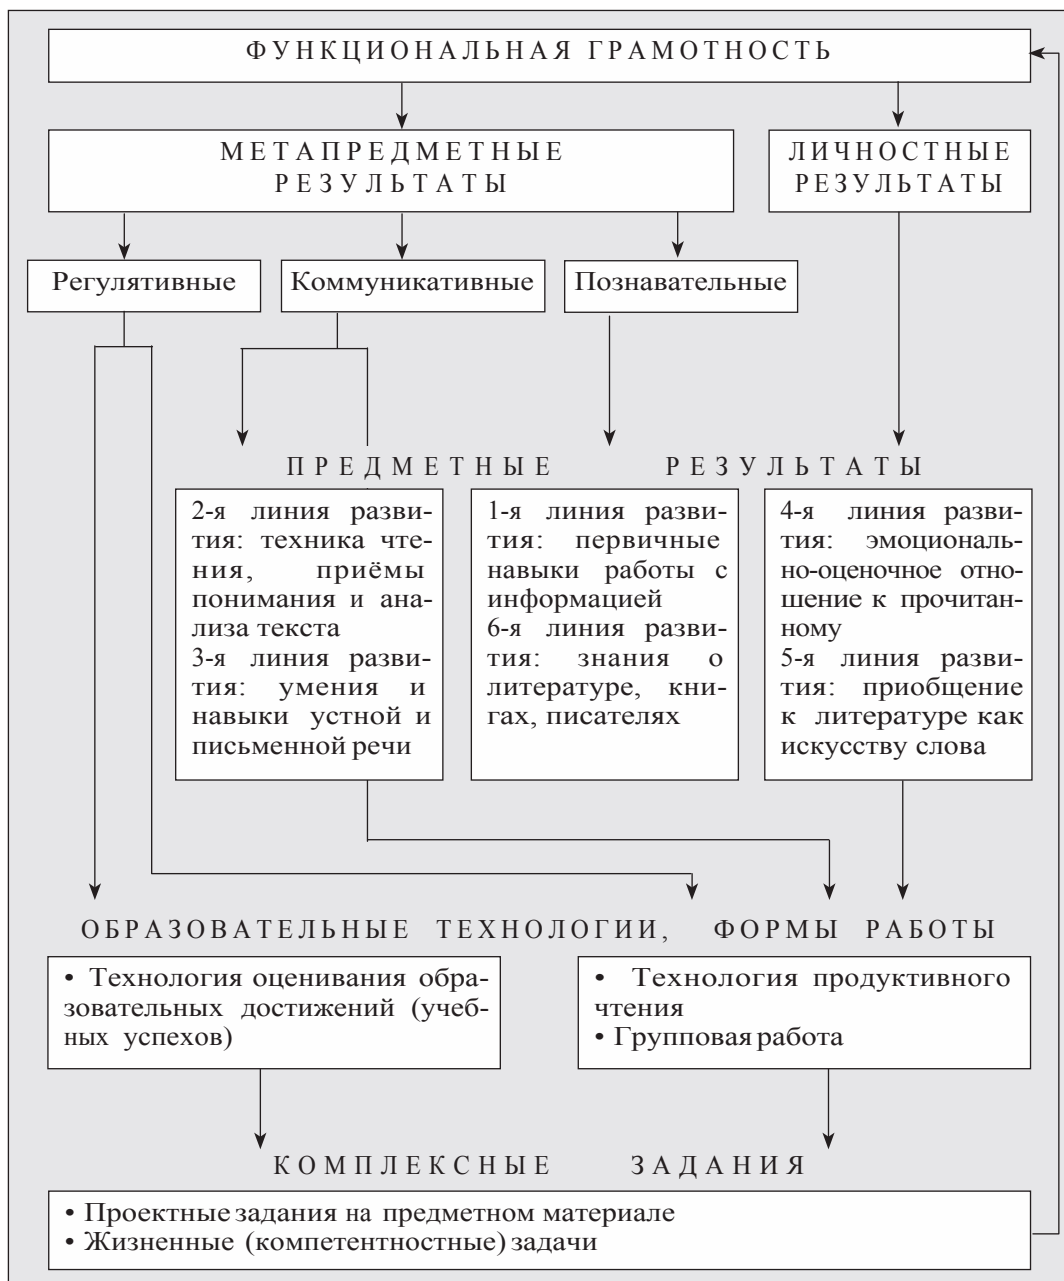 ФУНКЦИОНАЛЬНАЯ ГРАМОТНОСТЬ
МЕТАПРЕДМЕТНЫЕ
РЕЗУЛЬТАТЫ
ЛИЧНОСТНЫЕ
РЕЗУЛЬТАТЫ
Регулятивные
Коммуникативные
Познавательные
ПРЕДМЕТНЫЕ РЕЗУЛЬТАТЫ
2-я линия разви-
тия: техника чте-
ния, приёмы
понимания и ана-
лиза текста
3-я линия разви-
тия: умения и
навыки устной и
письменной речи
1-я линия разви-
тия: первичные
навыки работы с
информацией
6-я линия разви-
тия: знания о
литературе, кни-
гах, писателях
4-я линия разви-
тия: эмоциональ-
но-оценочное отно-
шение к прочитан-
ному
5-я линия разви-
тия: приобщение
к литературе как
искусству слова
ОБРАЗОВАТЕЛЬНЫЕ ТЕХНОЛОГИИ, ФОРМЫ РАБОТЫ
• Технология оценивания обра-
зовательных достижений (учеб-
ных успехов)
• Технология продуктивного
чтения
• Групповая работа
КОМПЛЕКСНЫЕ ЗАДАНИЯ
• Проектные задания на предметном материале
• Жизненные (компетентностные) задачи